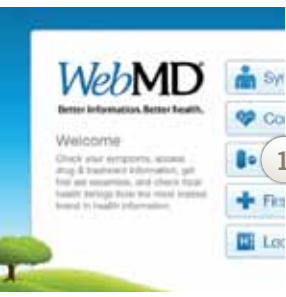 WebMD
Better information. Better health.
Welcome
Check your symptoms, access
drug & treatment information, get
first aid essentials, and check local
health listings from the most trusted
brand in health information.
Sy
Co
1
Firs
Loc